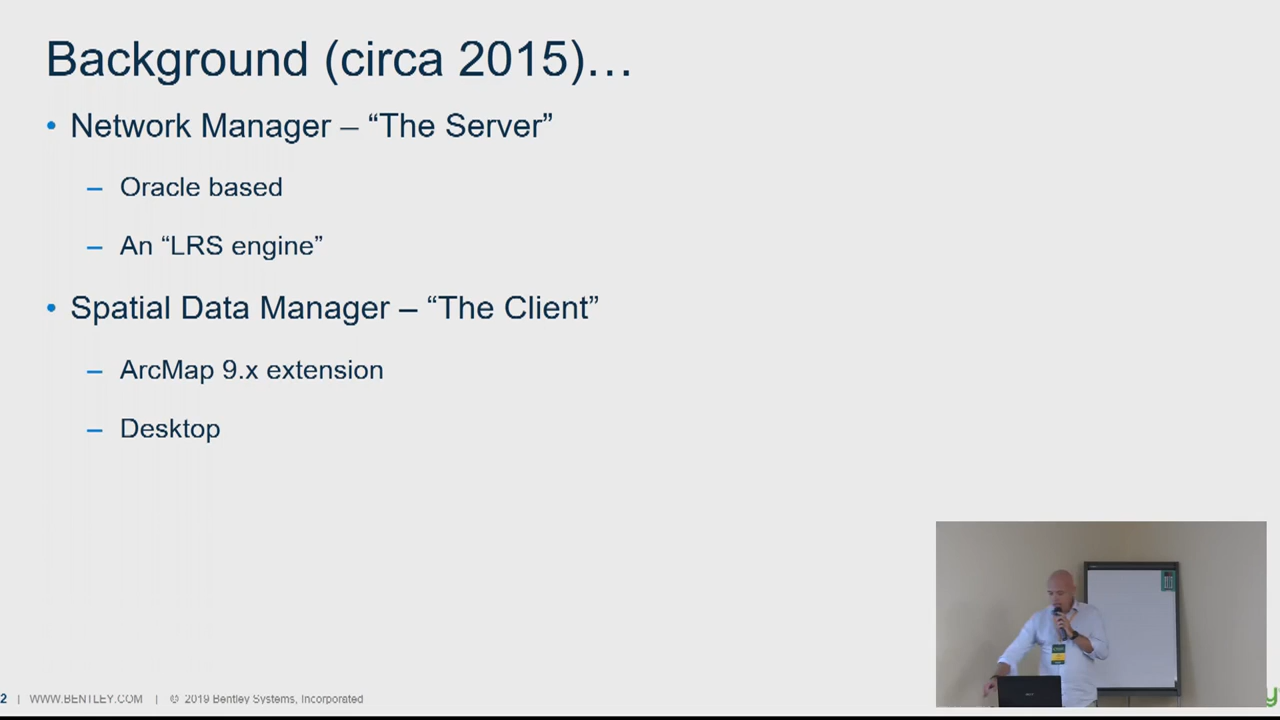 Background (circa 2015)…
• Network Manager – “The Server”
– Oracle based
– An “LRS engine”
• Spatial Data Manager – “The Client”
– ArcMap 9.x extension
– Desktop
2 | WWW.BENTLEY.COM | © 2019 Bentley Systems, Incorporated